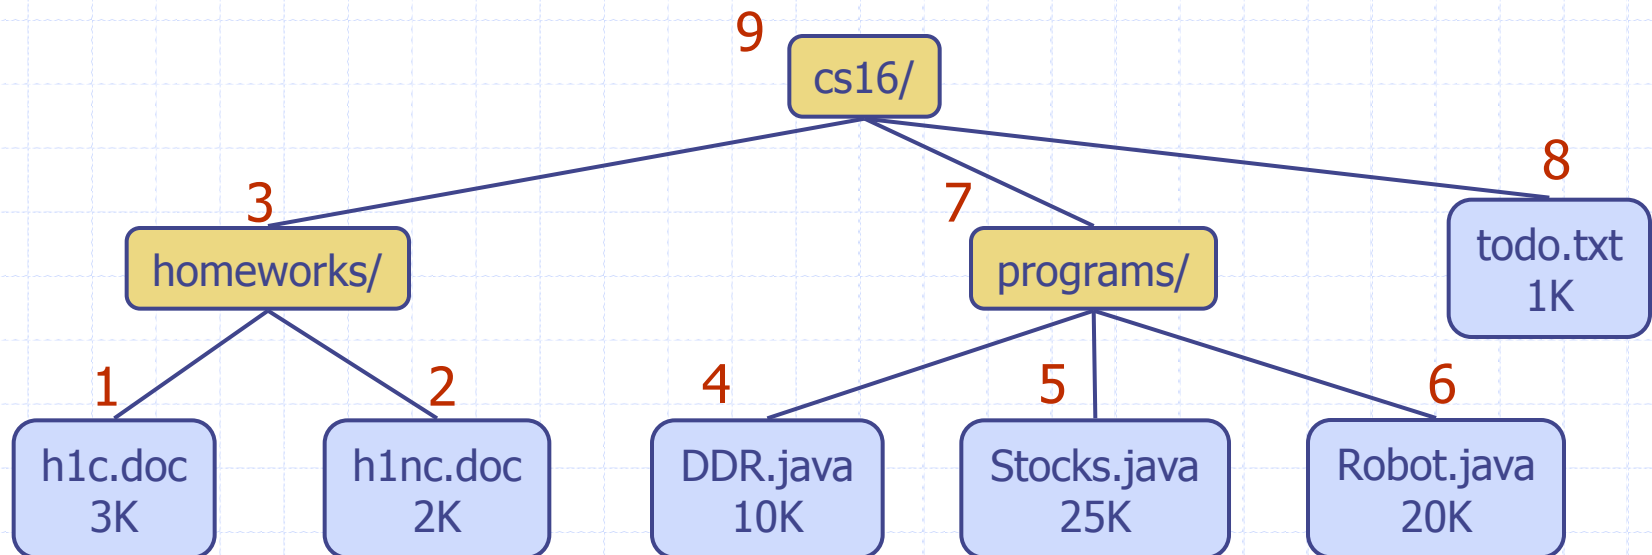 9
cs16/
3
7
8
homeworks/
programs/
todo.txt
1K
1
2
4
5
6
h1c.doc
3K
h1nc.doc
2K
DDR.java
10K
Stocks.java
25K
Robot.java
20K